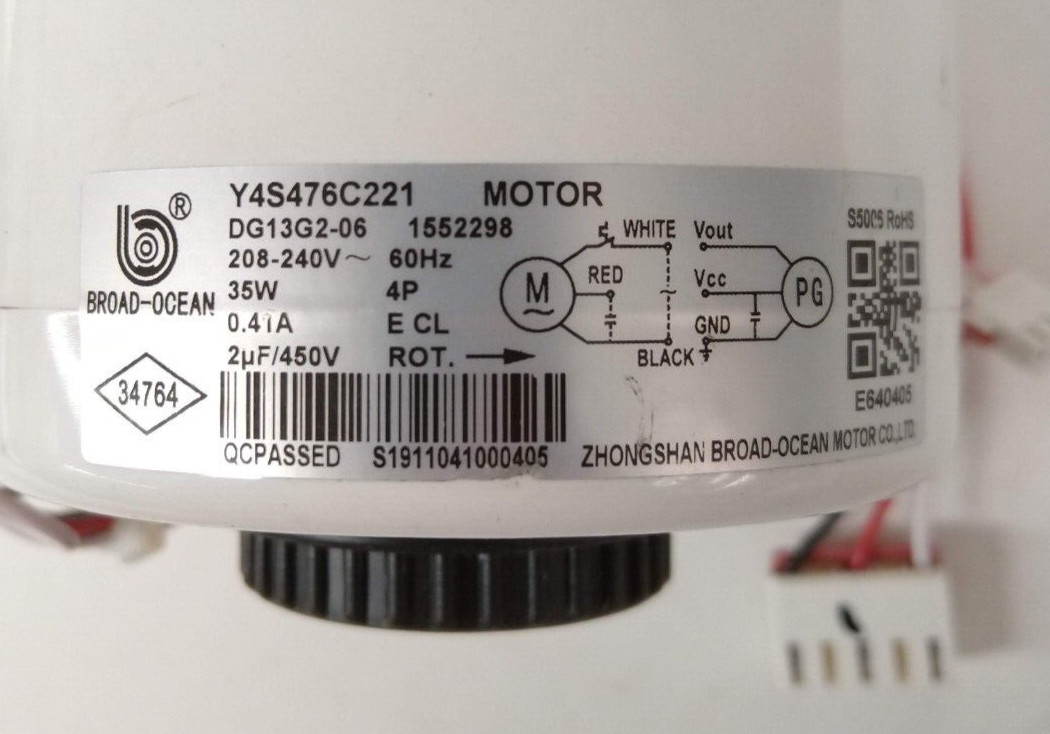 ®
BROAD-OCEAN
34764
Y4S476C221 MOTOR
DG13G2-06 1552298
208-240V～ 60Hz
35W 4P
0.41A E CL
2µF/450V ROT.
QCPASSED S1911041000405
M
~
WHITE
RED
BLACK
Vout
Vcc
GND
PG
RoHS
E640405
ZHONGSHAN BROAD-OCEAN MOTOR CO.,LTD.